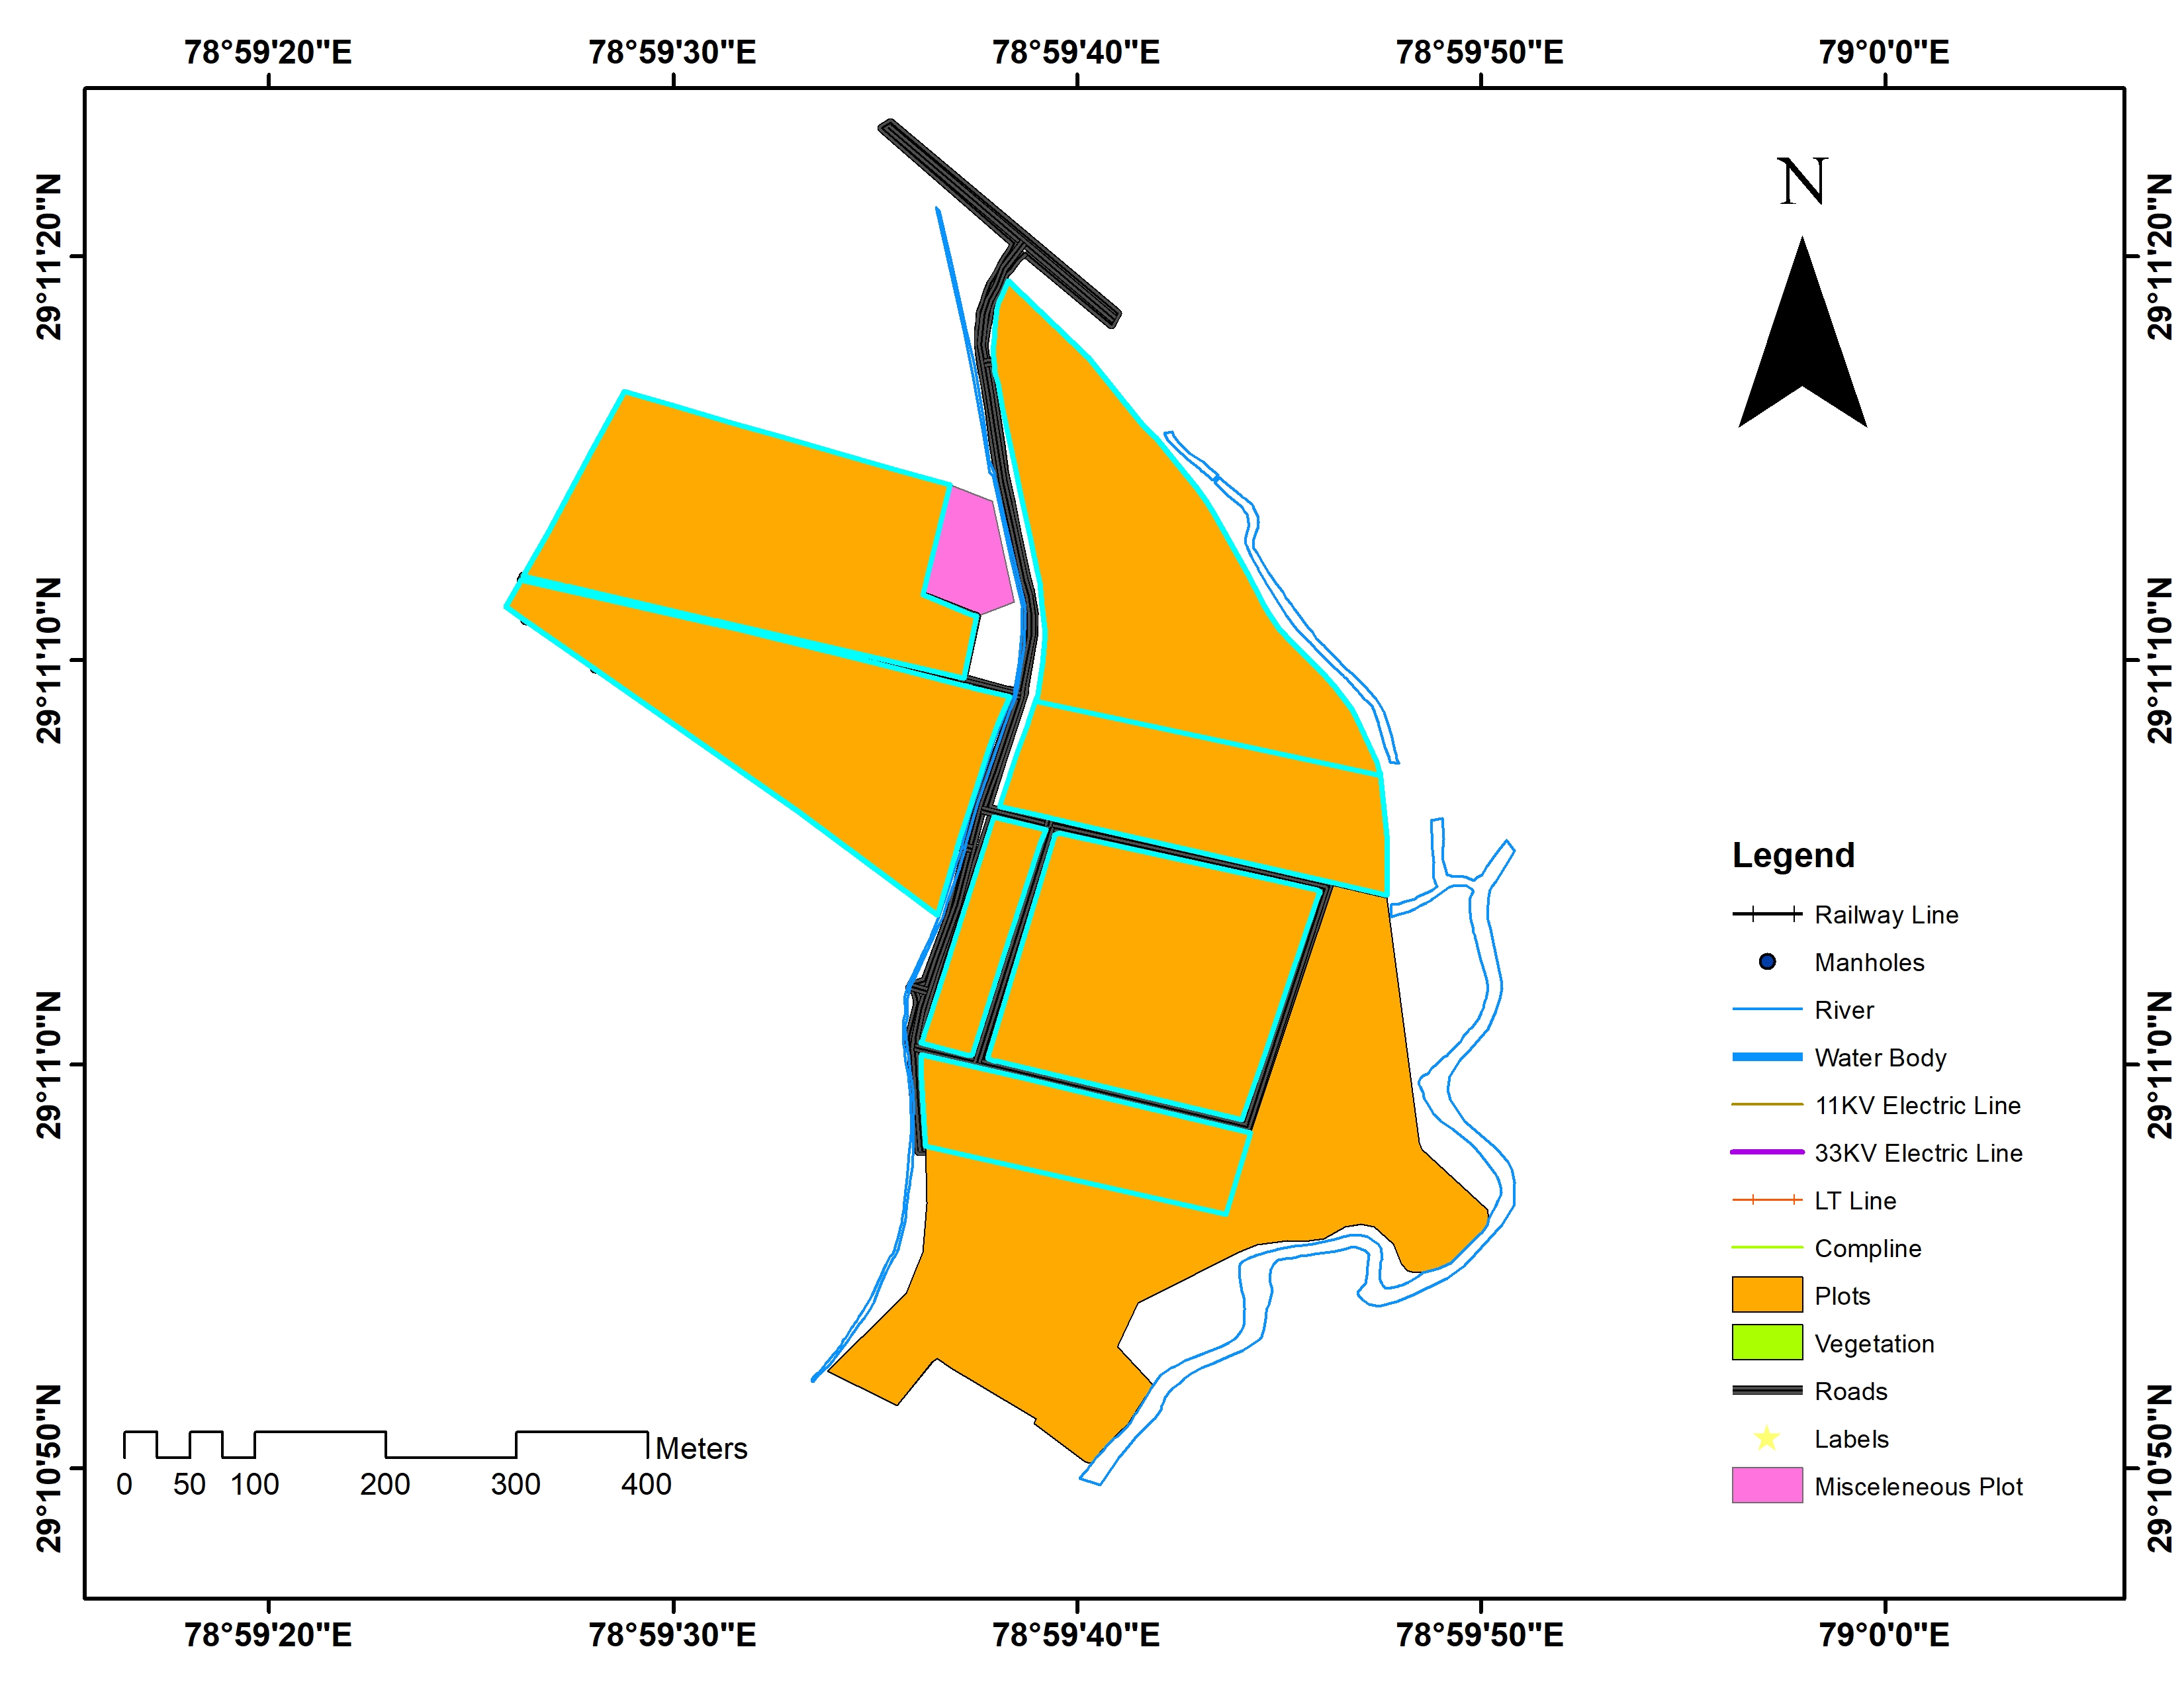 78°59'20"E 78°59'30"E 78°59'40"E 78°59'50"E 79°0'0"E
N
29°11'20"N 29°11'20"N
29°11'10"N 29°11'10"N
29°11'0"N 29°11'0"N
29°10'50"N 29°10'50"N
Legend
Railway Line
Manholes
River
Water Body
11KV Electric Line
33KV Electric Line
LT Line
Compline
Plots
Vegetation
Roads
Labels
Misceleneous Plot
Meters
0 50 100 200 300 400
78°59'20"E 78°59'30"E 78°59'40"E 78°59'50"E 79°0'0"E